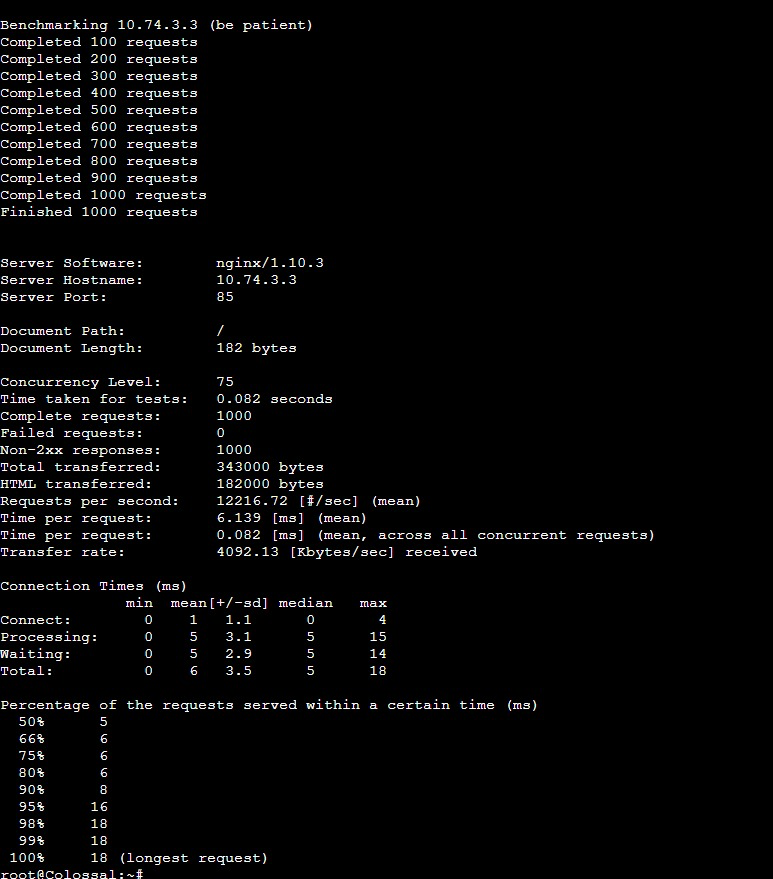 Benchmarking 10.74.3.3 (be patient)
Completed 100 requests
Completed 200 requests
Completed 300 requests
Completed 400 requests
Completed 500 requests
Completed 600 requests
Completed 700 requests
Completed 800 requests
Completed 900 requests
Completed 1000 requests
Finished 1000 requests
Server Software:        nginx/1.10.3
Server Hostname:        10.74.3.3
Server Port:            85
Document Path:          /
Document Length:        182 bytes
Concurrency Level:      75
Time taken for tests:   0.082 seconds
Complete requests:      1000
Failed requests:        0
Non-2xx responses:      1000
Total transferred:      343000 bytes
HTML transferred:       182000 bytes
Requests per second:    12216.72 [#/sec] (mean)
Time per request:       6.139 [ms] (mean)
Time per request:       0.082 [ms] (mean, across all concurrent requests)
Transfer rate:          4092.13 [Kbytes/sec] received
Connection Times (ms)
              min  mean[+/-sd] median   max
Connect:        0    1   1.1      0       4
Processing:     0    5   3.1      5      15
Waiting:        0    5   2.9      5      14
Total:          0    6   3.5      5      18
Percentage of the requests served within a certain time (ms)
  50%      5
  66%      6
  75%      6
  80%      6
  90%      8
  95%     16
  98%     18
  99%     18
 100%     18 (longest request)
root@Colossal:~#